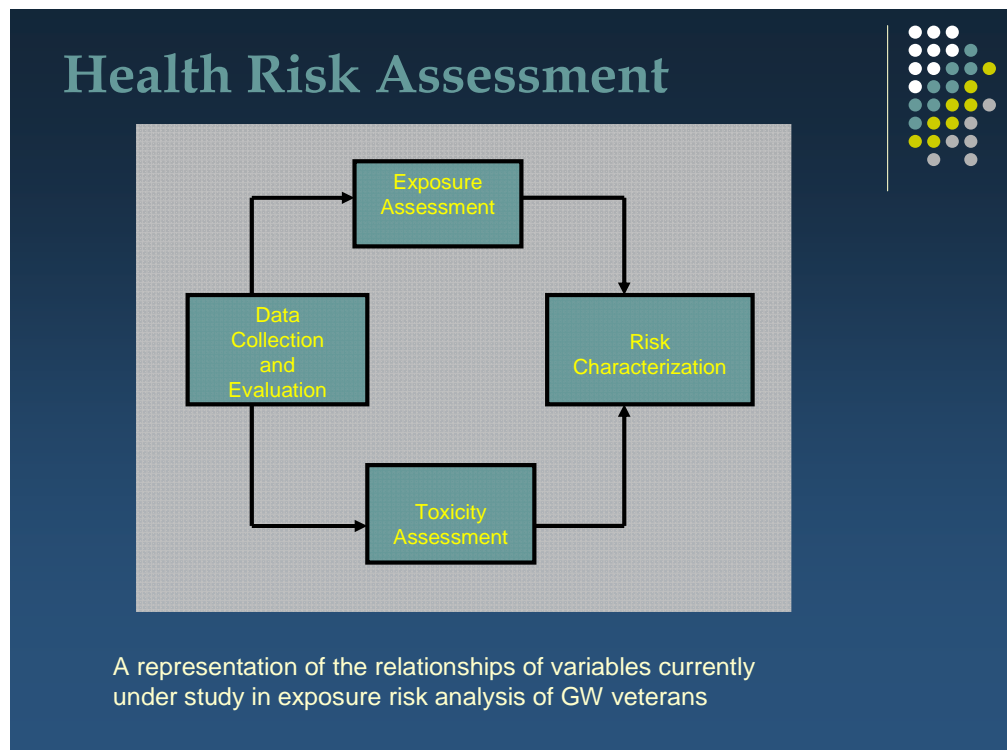 Health Risk Assessment
Exposure
Assessment
Data
Collection
and
Evaluation
Risk
Characterization
Toxicity
Assessment
A representation of the relationships of variables currently
under study in exposure risk analysis of GW veterans